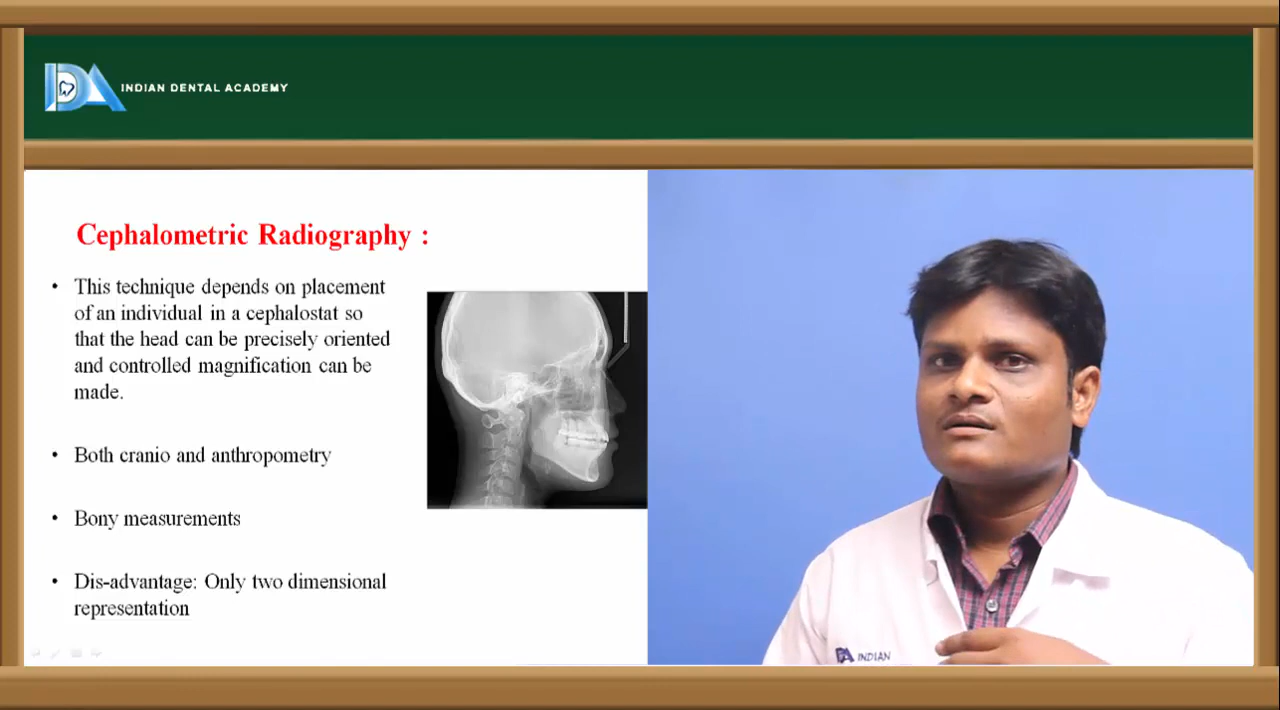 IDA INDIAN DENTAL ACADEMY
Cephalometric Radiography :
• This technique depends on placement
of an individual in a cephalostat so
that the head can be precisely oriented
and controlled magnification can be
made.
• Both cranio and anthropometry
• Bony measurements
• Dis-advantage: Only two dimensional
representation
IDA INDIAN